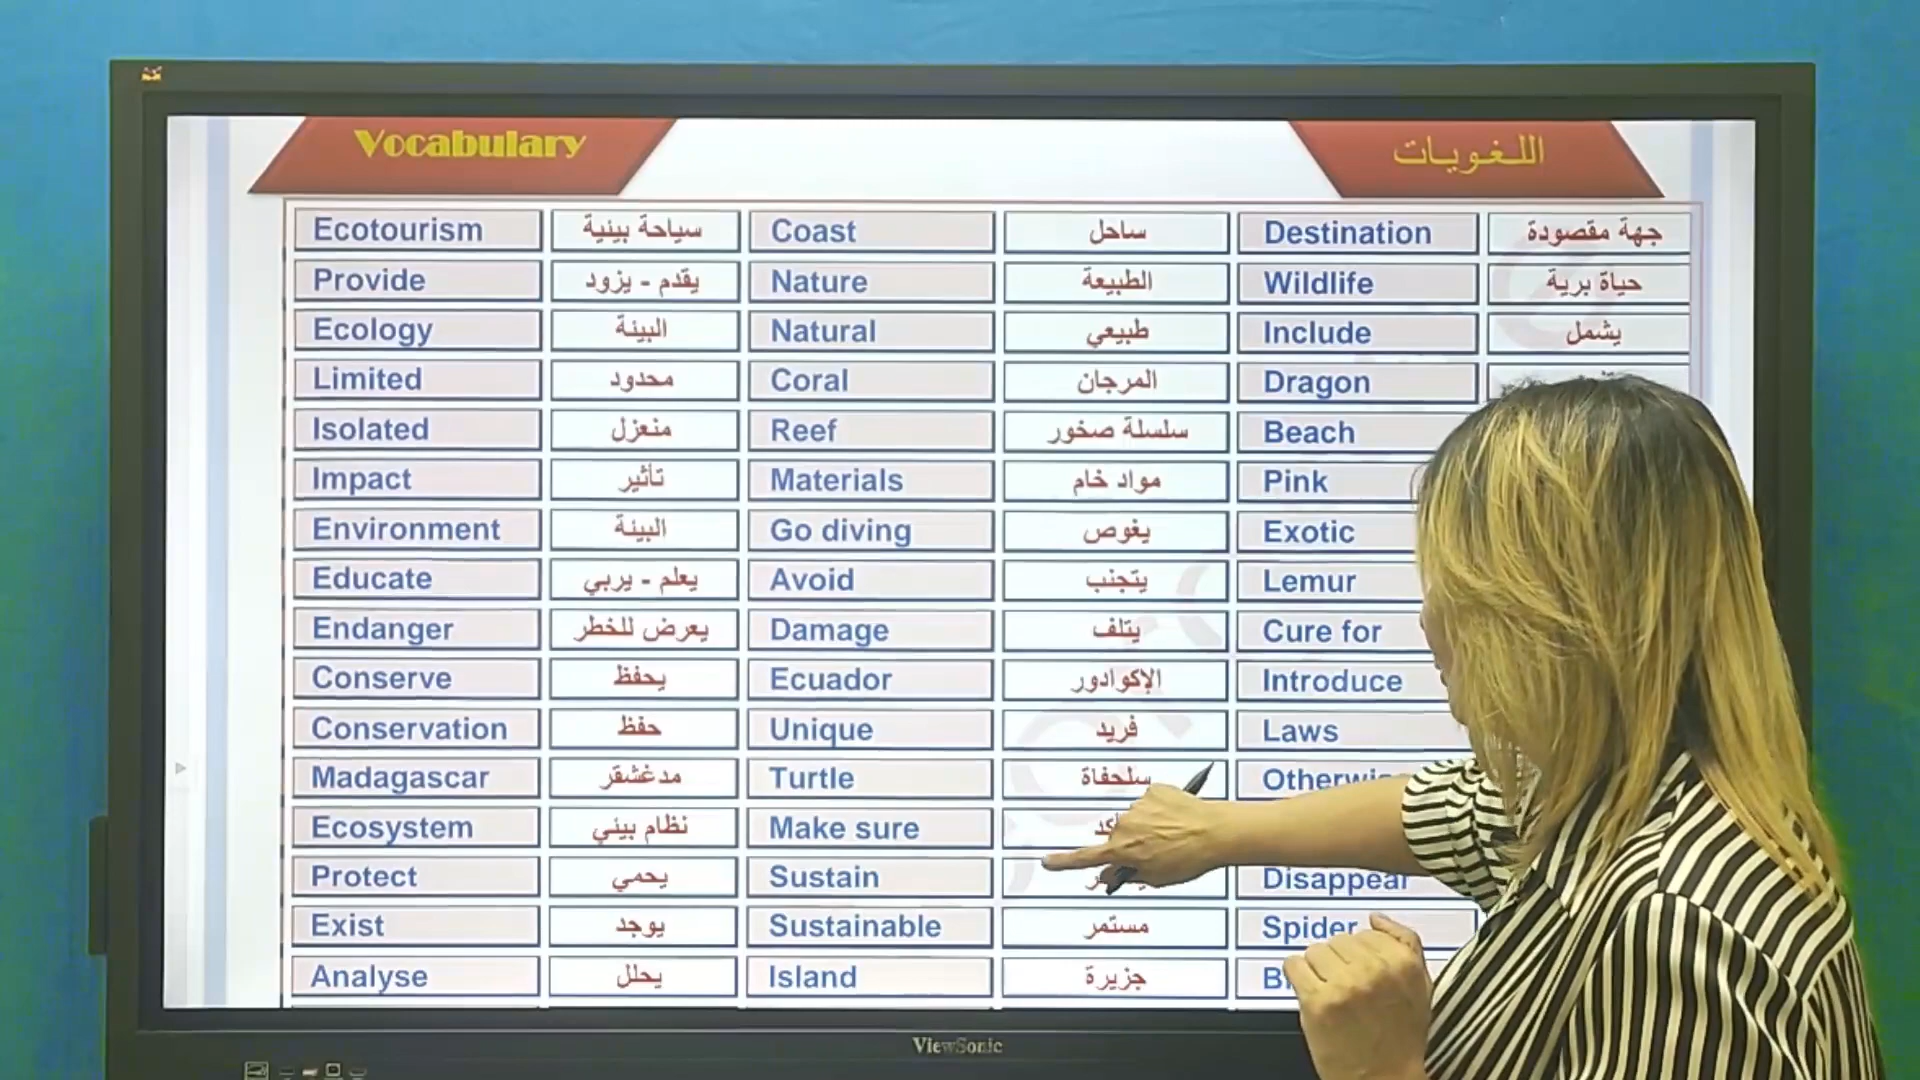 Vocabulary اللغويات
Ecotourism سياحة بيئية Coast ساحل Destination جهة مقصودة
Provide يقدم - يزود Nature الطبيعة Wildlife حياة برية
Ecology البيئة Natural طبيعي Include يشمل
Limited محدود Coral المرجان Dragon
Isolated منعزل Reef سلسلة صخور Beach
Impact تأثير Materials مواد خام Pink
Environment البيئة Go diving يغوص Exotic
Educate يعلم - يربي Avoid يتجنب Lemur
Endanger يعرض للخطر Damage يتلف Cure for
Conserve يحفظ Ecuador الإكوادور Introduce
Conservation حفظ Unique فريد Laws
Madagascar مدغشقر Turtle سلحفاة
Ecosystem نظام بيئي Make sure
Protect يحمي Sustain Disappear
Exist يوجد Sustainable مستمر Spider
Analyse يحلل Island جزيرة
ViewSonic